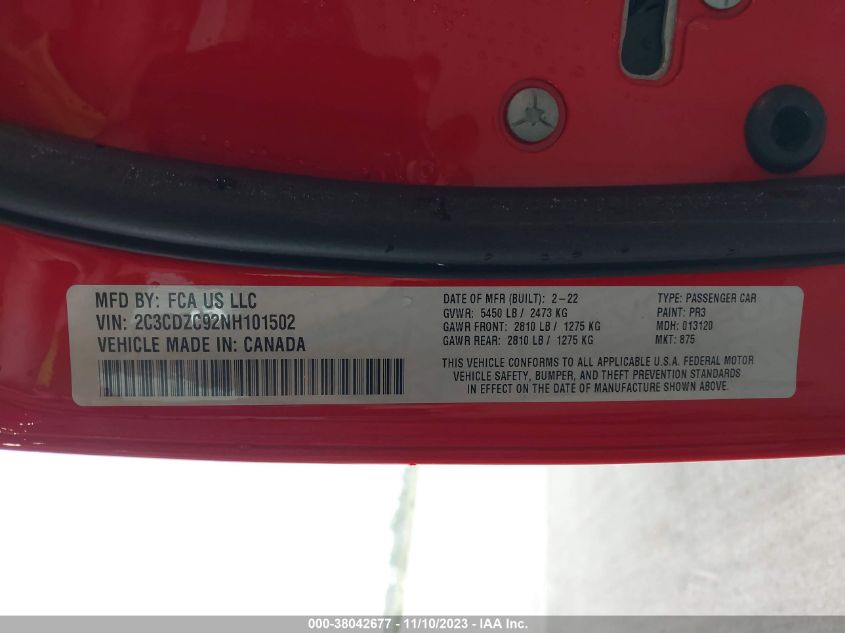 MFD BY: FCA US LLC
VIN: 2C3CDZC92NH101502
VEHICLE MADE IN: CANADA
DATE OF MFR (BUILT): 2-22
GVWR: 5450 LB / 2473 KG
GAWR FRONT: 2810 LB / 1275 KG
GAWR REAR: 2810 LB / 1275 KG
TYPE: PASSENGER CAR
PAINT: PR3
MDH: 013120
MKT: 875
THIS VEHICLE CONFORMS TO ALL APPLICABLE U.S.A. FEDERAL MOTOR
VEHICLE SAFETY, BUMPER, AND THEFT PREVENTION STANDARDS
IN EFFECT ON THE DATE OF MANUFACTURE SHOWN ABOVE.
000-38042677 - 11/10/2023 - IAA Inc.